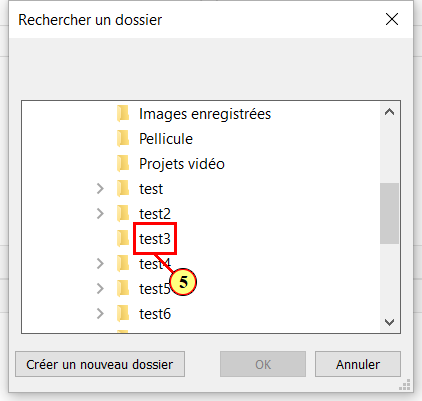 Rechercher un dossier
Images enregistrées
Pellicule
Projets vidéo
test
test2
test3
test4
5
test5
test6
Créer un nouveau dossier
OK
Annuler